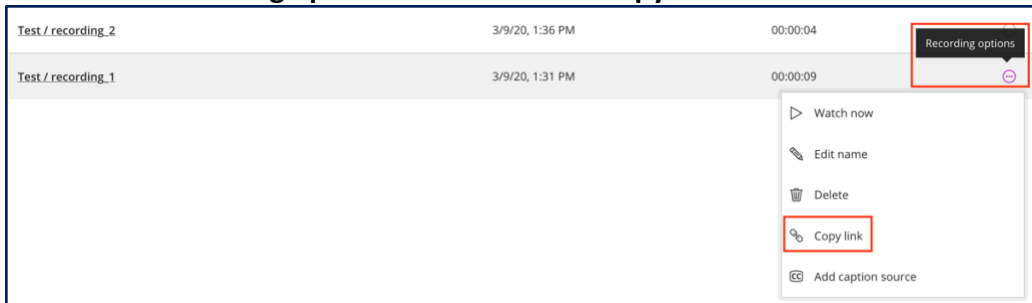 Test / recording_2 3/9/20, 1:36 PM 00:00:04
Recording options
Test / recording_1 3/9/20, 1:31 PM 00:00:09
Watch now
Edit name
Delete
Copy link
CC Add caption source